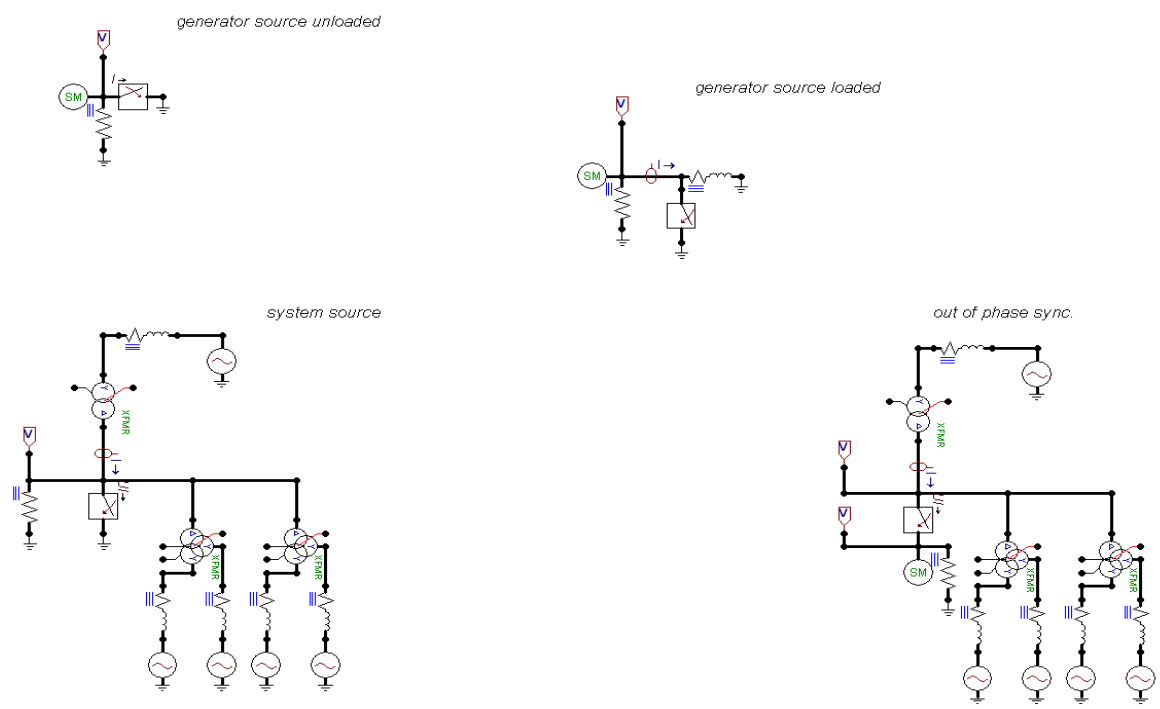 generator source unloaded
V
I
SM
generator source loaded
V
I
SM
system source
Y
Δ
XFMR
V
I
Δ
Y
Y
XFMR
Δ
Y
Y
XFMR
out of phase sync.
Y
Δ
XFMR
V
I
V
SM
Δ
Y
Y
XFMR
Δ
Y
Y
XFMR